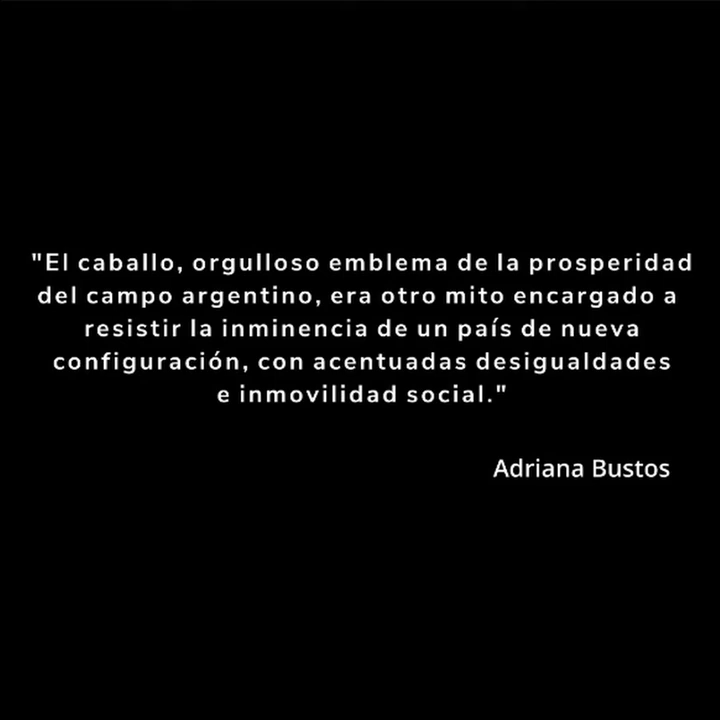 "El caballo, orgulloso emblema de la prosperidad
del campo argentino, era otro mito encargado a
resistir la inminencia de un país de nueva
configuración, con acentuadas desigualdades
e inmovilidad social."
Adriana Bustos